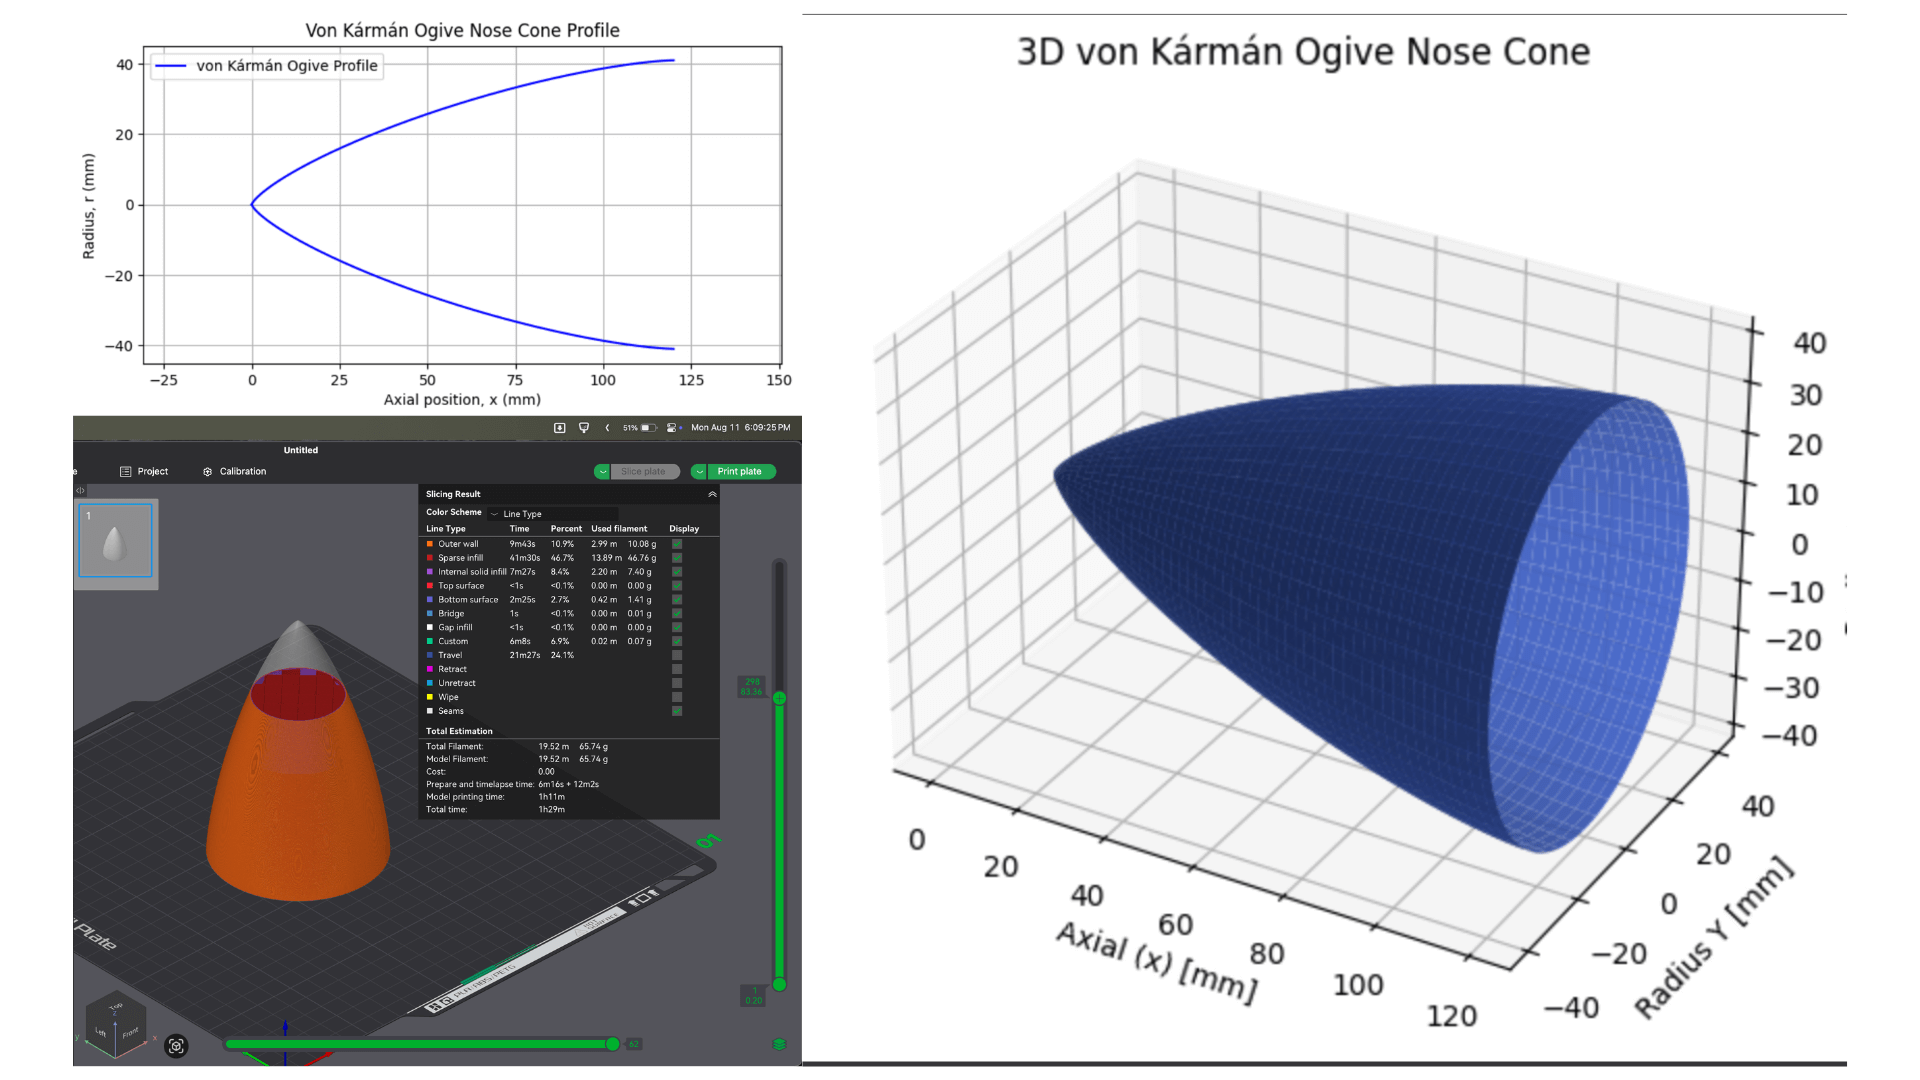 Von Kármán Ogive Nose Cone Profile
von Kármán Ogive Profile
40
20
0
−20
−40
Radius, r (mm)
−25 0 25 50 75 100 125 150
Axial position, x (mm)
51% Mon Aug 11 6:09:25 PM
Untitled
e Project Calibration Slice plate Print plate
1
Slicing Result
Color Scheme Line Type
Line Type Time Percent Used filament Display
Outer wall 9m43s 10.9% 2.99 m 10.08 g
Sparse infill 41m30s 46.7% 13.89 m 46.76 g
Internal solid infill 7m27s 8.4% 2.20 m 7.40 g
Top surface <1s <0.1% 0.00 m 0.00 g
Bottom surface 2m25s 2.7% 0.42 m 1.41 g
Bridge 1s <0.1% 0.00 m 0.01 g
Gap infill <1s <0.1% 0.00 m 0.00 g
Custom 6m8s 6.9% 0.02 m 0.07 g
Travel 21m27s 24.1%
Retract
Unretract
Wipe
Seams
Total Estimation
Total Filament: 19.52 m 65.74 g
Model Filament: 19.52 m 65.74 g
Cost: 0.00
Prepare and timelapse time: 6m16s + 12m2s
Model printing time: 1h11m
Total time: 1h29m
298
83.36
01
Plate
PLA/ABS/PETG
1
0.20
Top
Left Front
z
y
x
62
3D von Kármán Ogive Nose Cone
40
30
20
10
0
−10
−20
−30
−40
0 20 40 60 80 100 120
Axial (x) [mm]
40
20
0
−20
−40
Radius Y [mm]